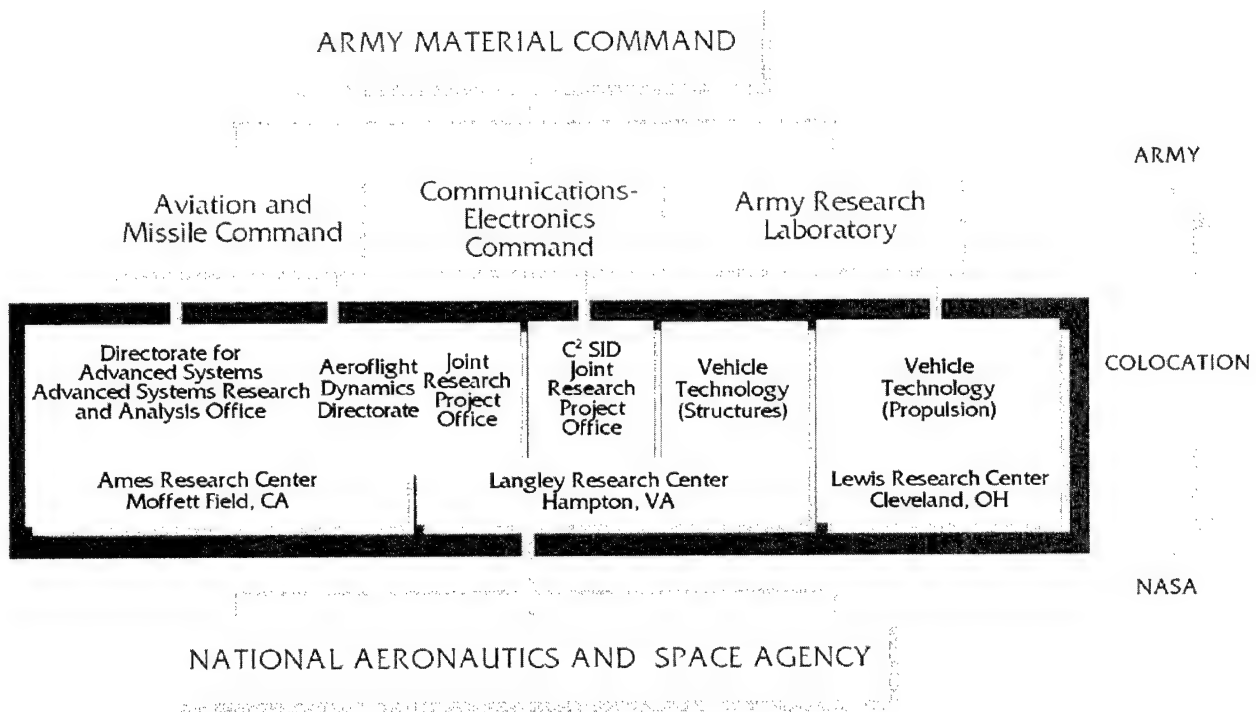 ARMY MATERIAL COMMAND
ARMY
Aviation and
Missile Command
Communications-
Electronics
Command
Army Research
Laboratory
Directorate for
Advanced Systems
Advanced Systems Research
and Analysis Office
Aeroflight
Dynamics
Directorate
Joint
Research
Project
Office
C² SID
Joint
Research
Project
Office
Vehicle
Technology
(Structures)
Vehicle
Technology
(Propulsion)
COLOCATION
Ames Research Center
Moffett Field, CA
Langley Research Center
Hampton, VA
Lewis Research Center
Cleveland, OH
NASA
NATIONAL AERONAUTICS AND SPACE AGENCY